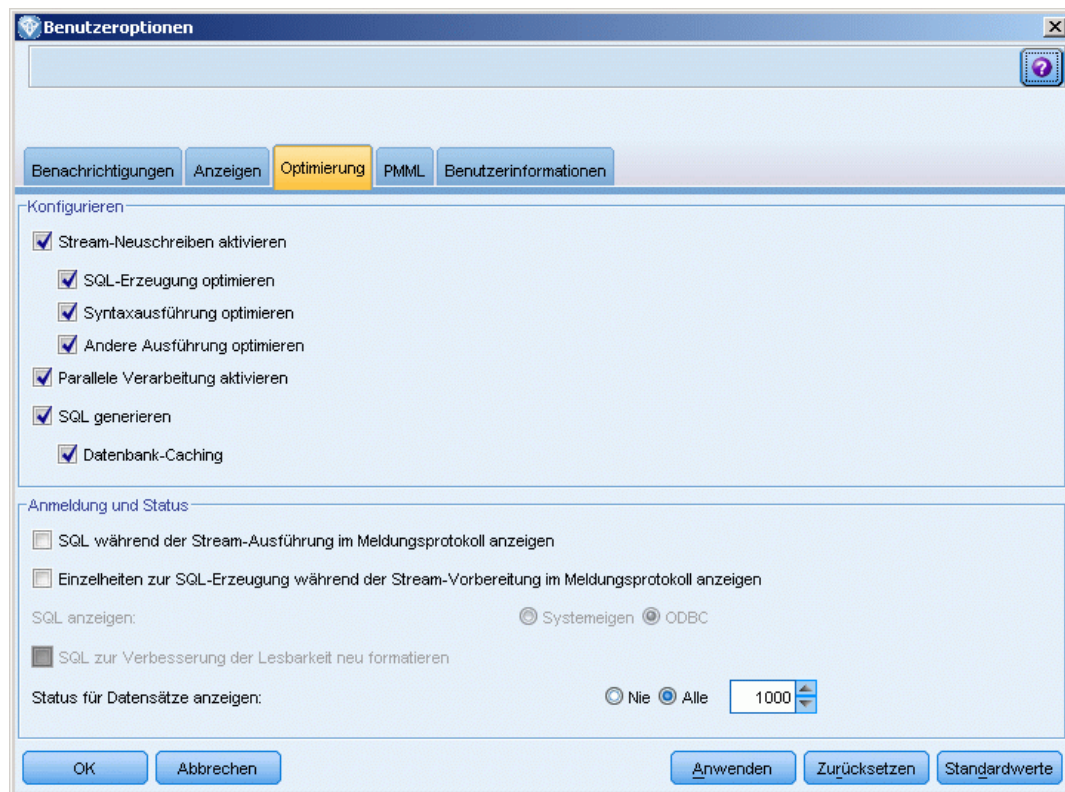 Benutzeroptionen
Benachrichtigungen Anzeigen Optimierung PMML Benutzerinformationen
Konfigurieren
Stream-Neuschreiben aktivieren
SQL-Erzeugung optimieren
Syntaxausführung optimieren
Andere Ausführung optimieren
Parallele Verarbeitung aktivieren
SQL generieren
Datenbank-Caching
Anmeldung und Status
SQL während der Stream-Ausführung im Meldungsprotokoll anzeigen
Einzelheiten zur SQL-Erzeugung während der Stream-Vorbereitung im Meldungsprotokoll anzeigen
SQL anzeigen: Systemeigen ODBC
SQL zur Verbesserung der Lesbarkeit neu formatieren
Status für Datensätze anzeigen: Nie Alle 1000
OK Abbrechen Anwenden Zurücksetzen Standardwerte